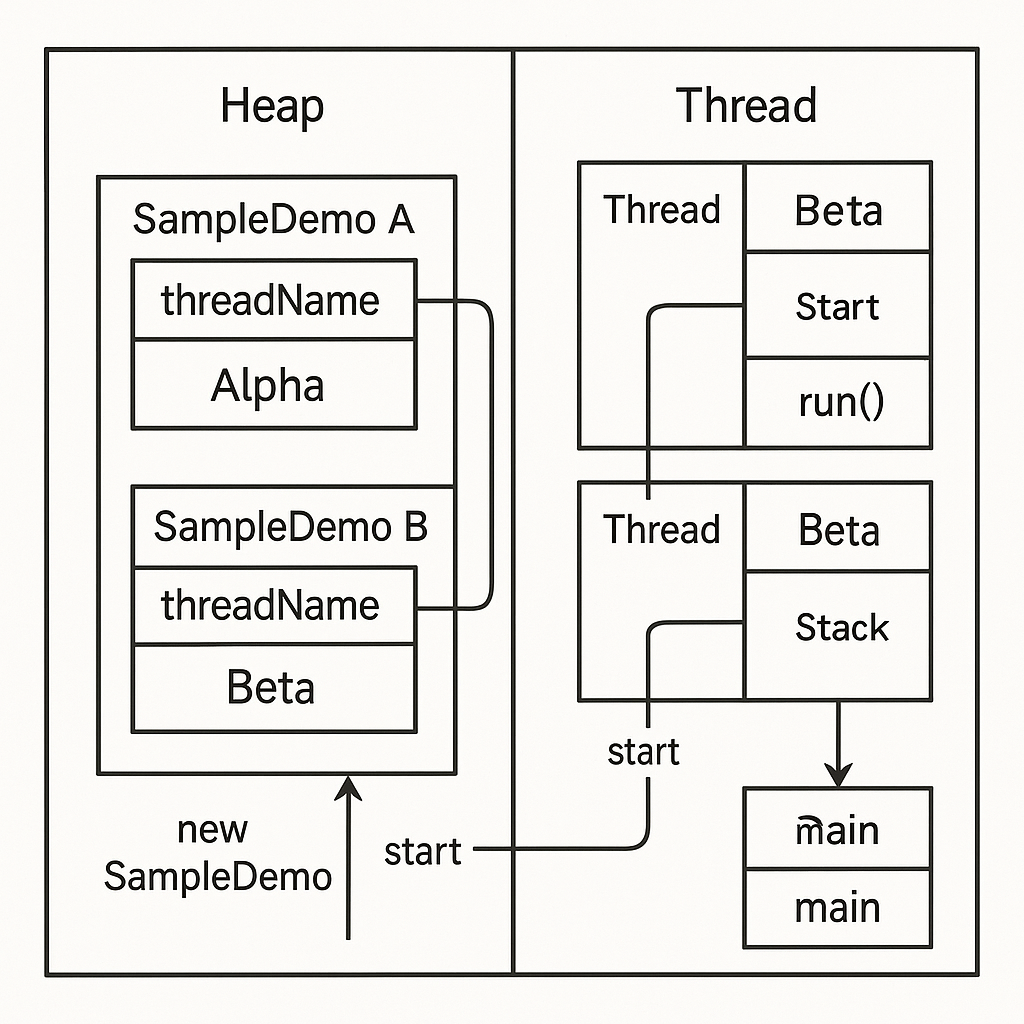 Heap
SampleDemo A
threadName
Alpha
SampleDemo B
threadName
Beta
new
SampleDemo
start
Thread
Thread
Beta
Start
run()
Thread
Beta
Stack
start
main
main